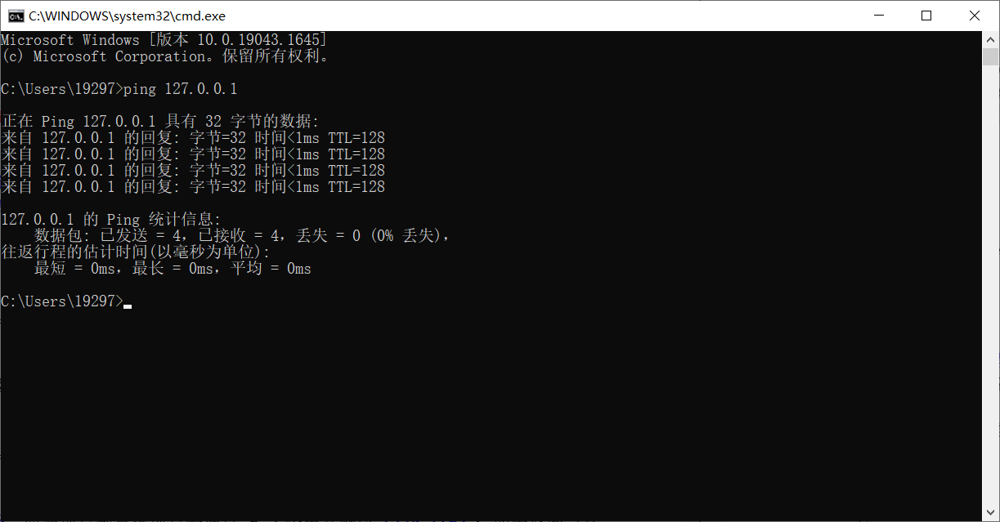 C:\WINDOWS\system32\cmd.exe
Microsoft Windows [版本 10.0.19043.1645]
(c) Microsoft Corporation。保留所有权利。
C:\Users\19297>ping 127.0.0.1
正在 Ping 127.0.0.1 具有 32 字节的数据:
来自 127.0.0.1 的回复: 字节=32 时间<1ms TTL=128
来自 127.0.0.1 的回复: 字节=32 时间<1ms TTL=128
来自 127.0.0.1 的回复: 字节=32 时间<1ms TTL=128
来自 127.0.0.1 的回复: 字节=32 时间<1ms TTL=128
127.0.0.1 的 Ping 统计信息:
数据包: 已发送 = 4，已接收 = 4，丢失 = 0 (0% 丢失)，
往返行程的估计时间(以毫秒为单位):
最短 = 0ms，最长 = 0ms，平均 = 0ms
C:\Users\19297>